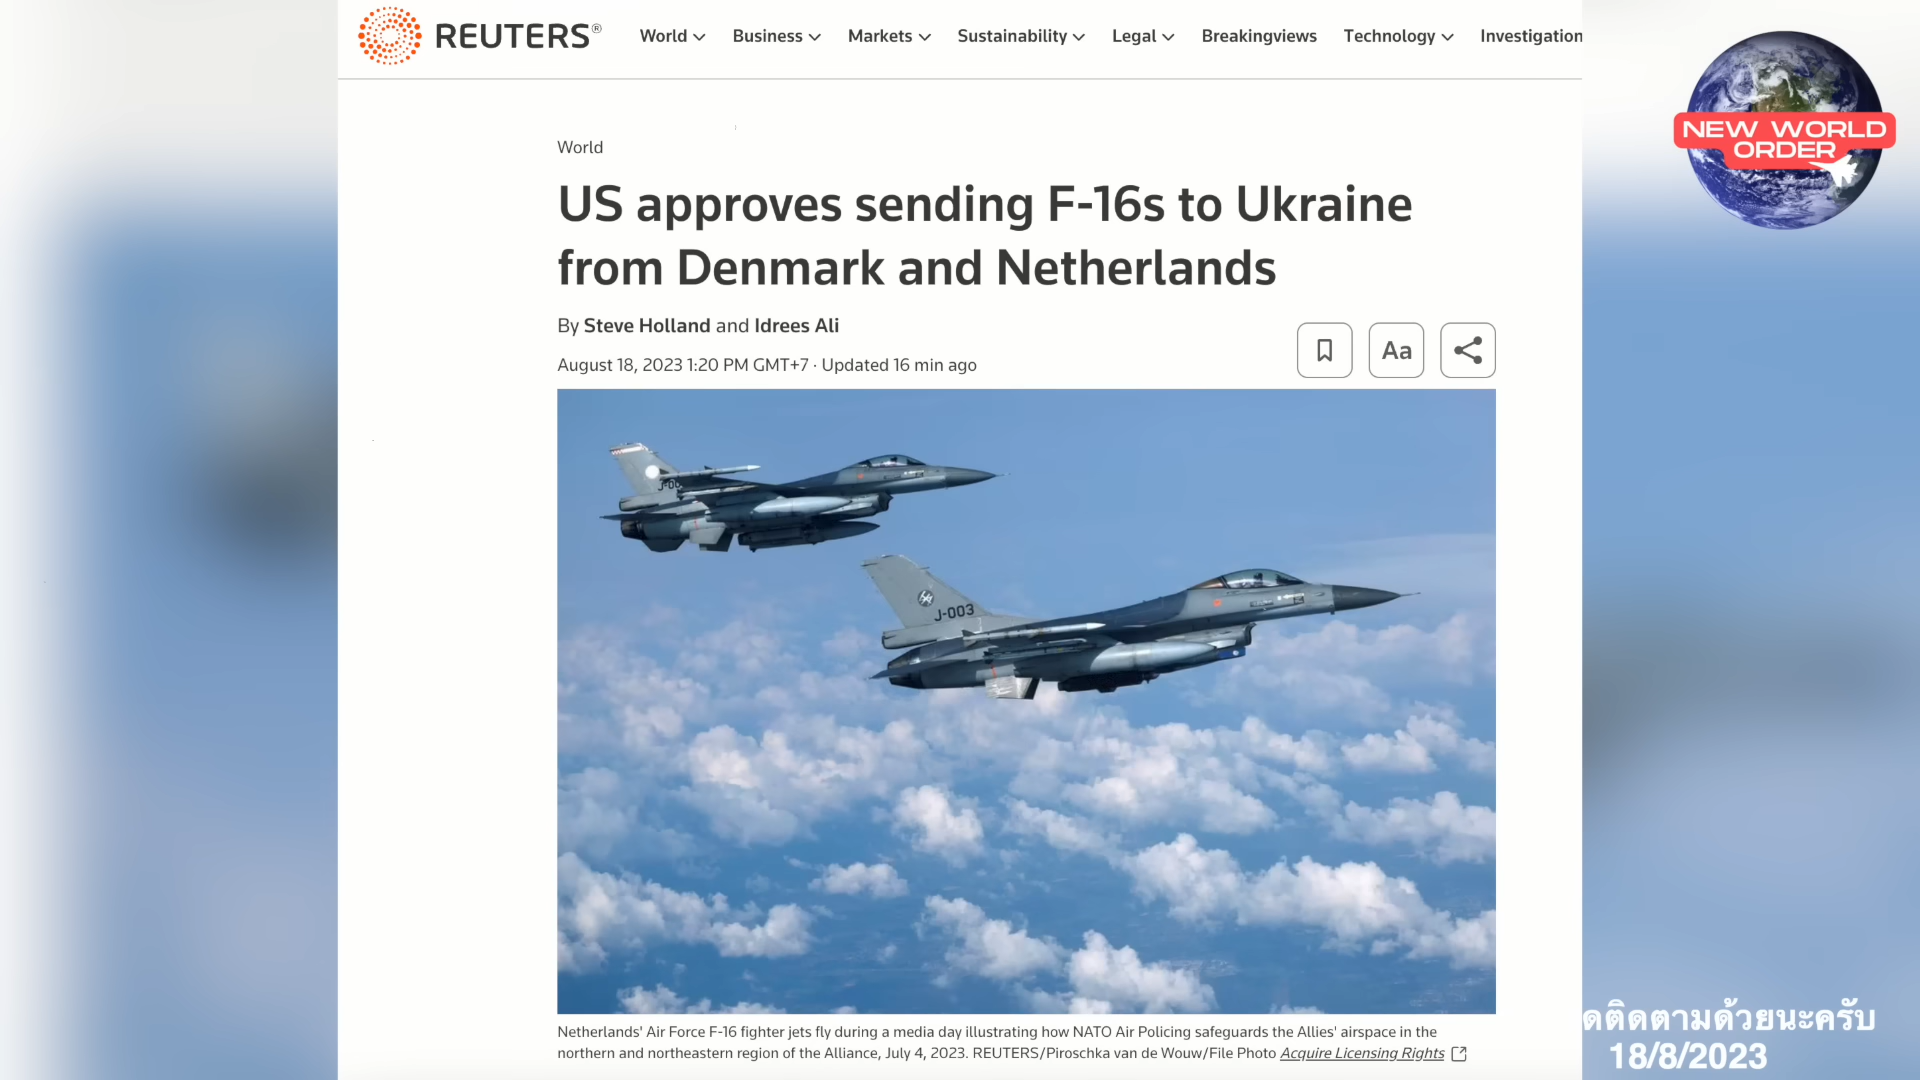 REUTERS®
World Business Markets Sustainability Legal Breakingviews Technology Investigation
NEW WORLD
ORDER
World
US approves sending F-16s to Ukraine
from Denmark and Netherlands
By Steve Holland and Idrees Ali
August 18, 2023 1:20 PM GMT+7 · Updated 16 min ago
Aa
J-003
Netherlands' Air Force F-16 fighter jets fly during a media day illustrating how NATO Air Policing safeguards the Allies' airspace in the
northern and northeastern region of the Alliance, July 4, 2023. REUTERS/Piroschka van de Wouw/File Photo Acquire Licensing Rights
ดติดตามด้วยนะครับ
18/8/2023